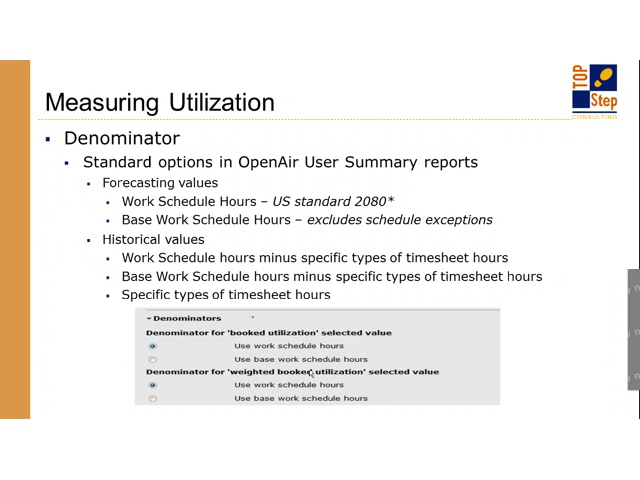 TOP
Step
CONSULTING
Measuring Utilization
▪ Denominator
▪ Standard options in OpenAir User Summary reports
▪ Forecasting values
▪ Work Schedule Hours – US standard 2080*
▪ Base Work Schedule Hours – excludes schedule exceptions
▪ Historical values
▪ Work Schedule hours minus specific types of timesheet hours
▪ Base Work Schedule hours minus specific types of timesheet hours
▪ Specific types of timesheet hours
Denominators
Denominator for 'booked utilization' selected value
Use work schedule hours
Use base work schedule hours
Denominator for 'weighted booked utilization' selected value
Use work schedule hours
Use base work schedule hours